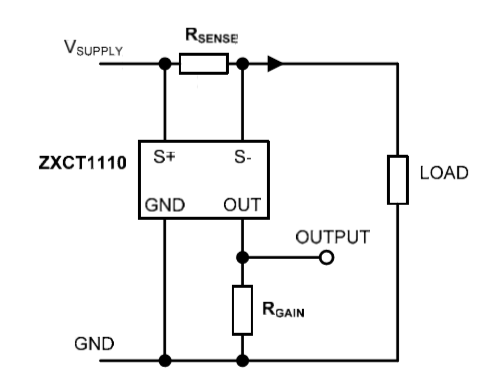 RSENSE
VSUPPLY
ZXCT1110
S+
S-
LOAD
GND
OUT
OUTPUT
RGAIN
GND